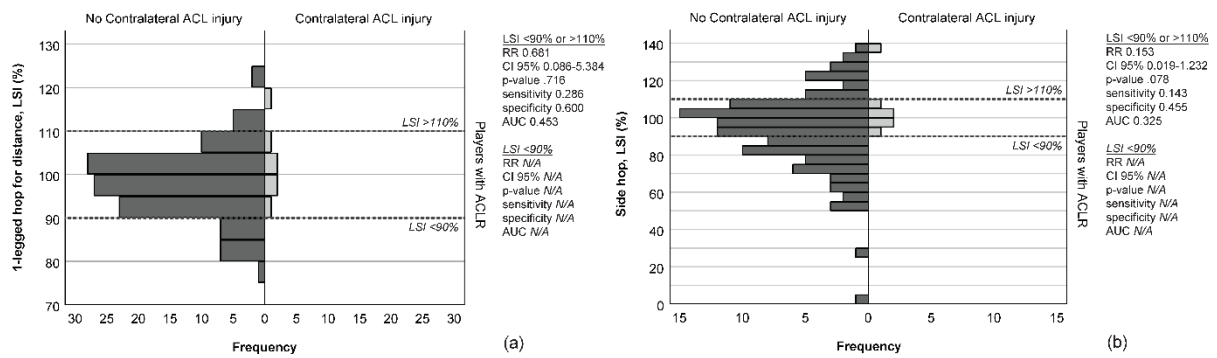 No Contralateral ACL injury
Contralateral ACL injury
1-legged hop for distance, LSI (%)
130
120
110
100
90
80
70
LSI >110%
LSI <90%
30 25 20 15 10 5 0 5 10 15 20 25 30
Frequency
(a)
LSI <90% or >110%
RR 0.681
CI 95% 0.086-5.384
p-value .716
sensitivity 0.286
specificity 0.600
AUC 0.453
LSI <90%
RR N/A
CI 95% N/A
p-value N/A
sensitivity N/A
specificity N/A
AUC N/A
Players with ACLR
No Contralateral ACL injury
Contralateral ACL injury
Side hop, LSI (%)
140
120
100
80
60
40
20
0
LSI >110%
LSI <90%
15 10 5 0 5 10 15
Frequency
(b)
LSI <90% or >110%
RR 0.153
CI 95% 0.019-1.232
p-value .078
sensitivity 0.143
specificity 0.455
AUC 0.325
LSI <90%
RR N/A
CI 95% N/A
p-value N/A
sensitivity N/A
specificity N/A
AUC N/A
Players with ACLR